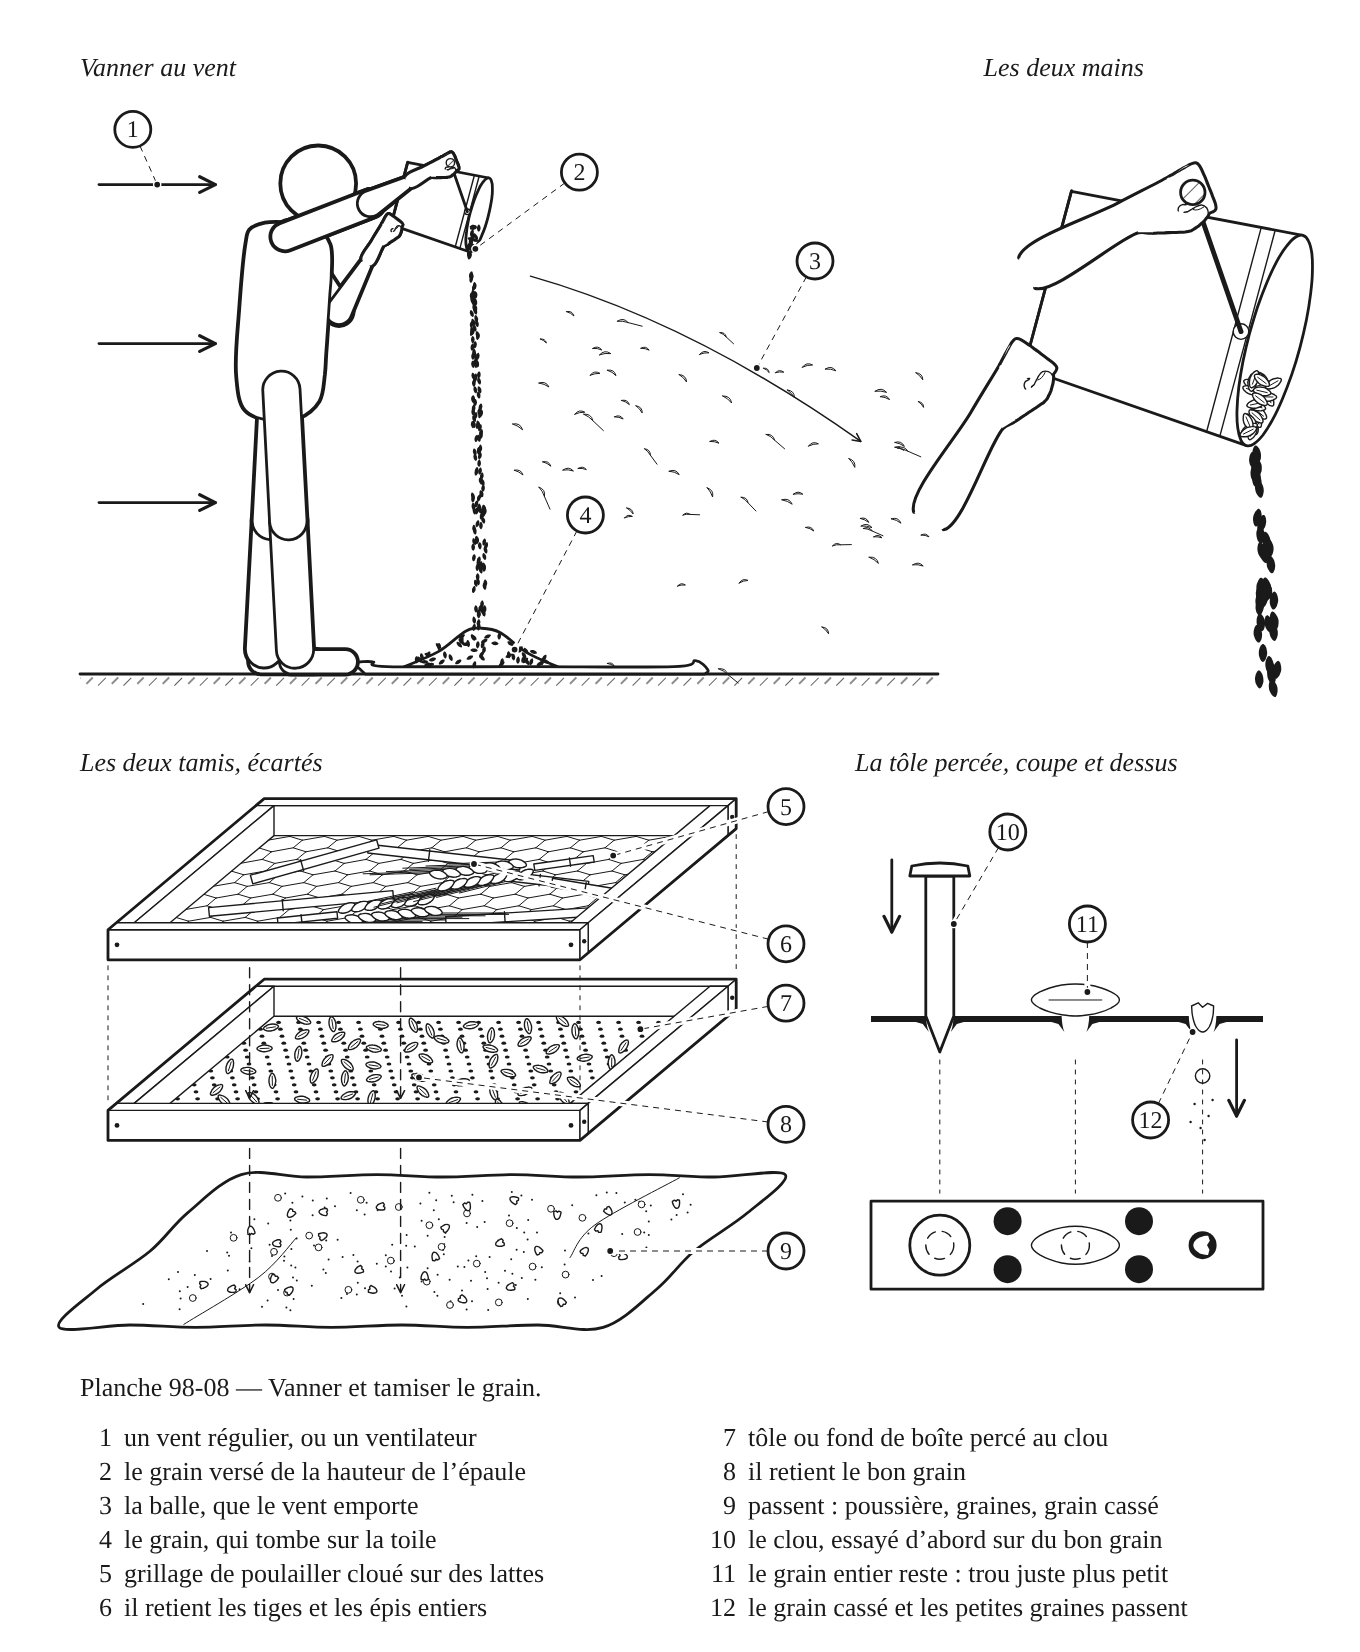 Vanner au vent
Les deux mains
1
2
3
4
Les deux tamis, écartés
La tôle percée, coupe et dessus
5
6
7
8
9
10
11
12
Planche 98-08 — Vanner et tamiser le grain.
1 un vent régulier, ou un ventilateur
2 le grain versé de la hauteur de l’épaule
3 la balle, que le vent emporte
4 le grain, qui tombe sur la toile
5 grillage de poulailler cloué sur des lattes
6 il retient les tiges et les épis entiers
7 tôle ou fond de boîte percé au clou
8 il retient le bon grain
9 passent : poussière, graines, grain cassé
10 le clou, essayé d’abord sur du bon grain
11 le grain entier reste : trou juste plus petit
12 le grain cassé et les petites graines passent